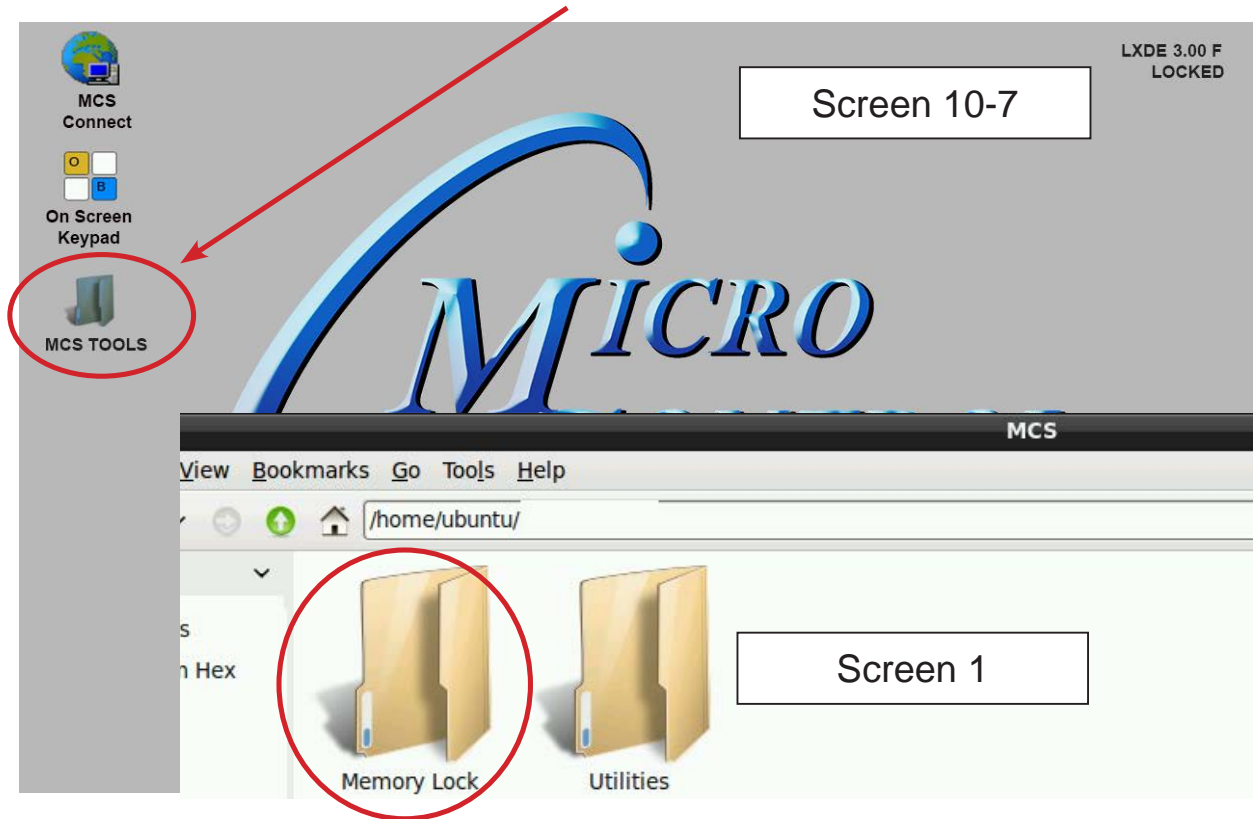 LXDE 3.00 F
LOCKED
MCS
Connect
Screen 10-7
O
B
On Screen
Keypad
MCS TOOLS
MICRO
MCS
View Bookmarks Go Tools Help
/home/ubuntu/
s
Hex
Screen 1
Memory Lock
Utilities